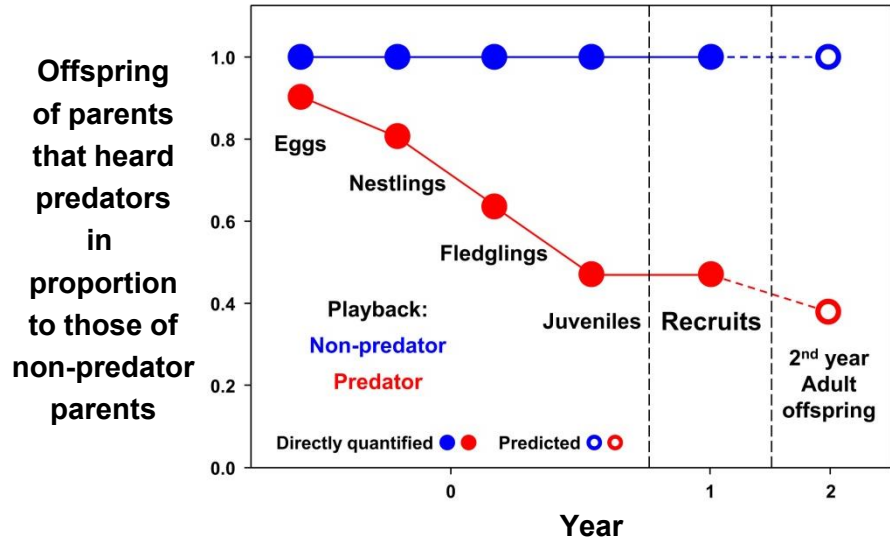 Offspring
of parents
that heard
predators
in
proportion
to those of
non-predator
parents
1.0
0.8
0.6
0.4
0.2
0.0
Eggs
Nestlings
Fledglings
Juveniles
Recruits
2nd year
Adult
offspring
Playback:
Non-predator
Predator
Directly quantified
Predicted
0
1
2
Year